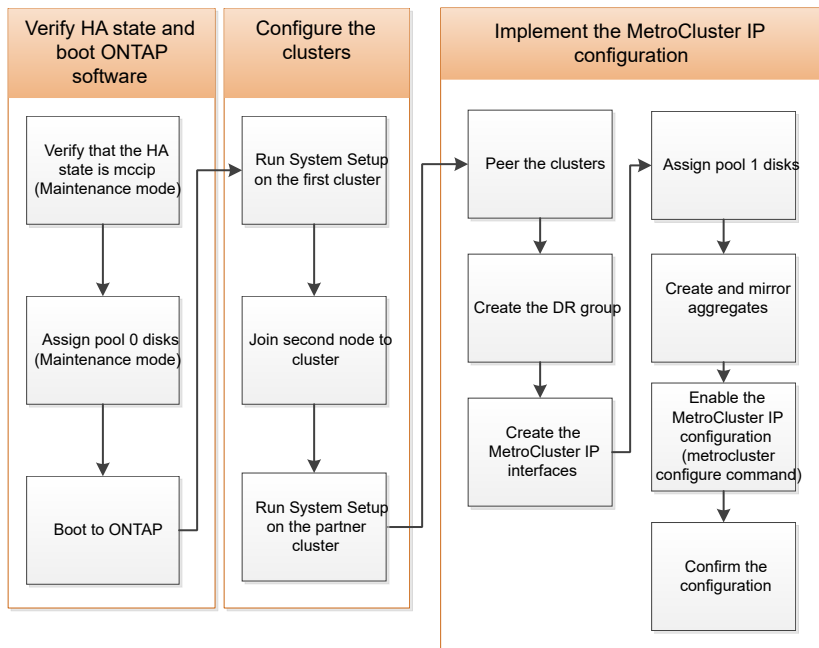 Verify HA state and
boot ONTAP
software
Verify that the HA
state is mccip
(Maintenance mode)
Assign pool 0 disks
(Maintenance mode)
Boot to ONTAP
Configure the
clusters
Run System Setup
on the first cluster
Join second node to
cluster
Run System Setup
on the partner
cluster
Implement the MetroCluster IP
configuration
Peer the clusters
Create the DR group
Create the
MetroCluster IP
interfaces
Assign pool 1 disks
Create and mirror
aggregates
Enable the
MetroCluster IP
configuration
(metrocluster
configure command)
Confirm the
configuration